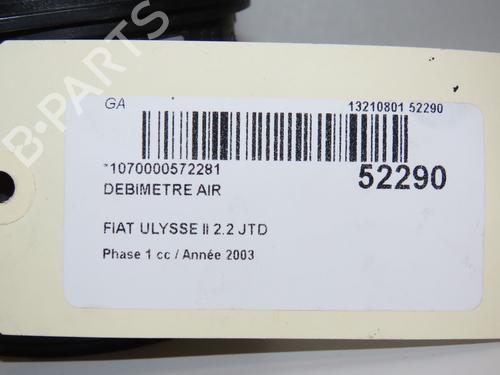 GA
13210801 52290
*1070000572281
52290
DEBIMETRE AIR
FIAT ULYSSE II 2.2 JTD
Phase 1 cc / Année 2003
B-PARTS